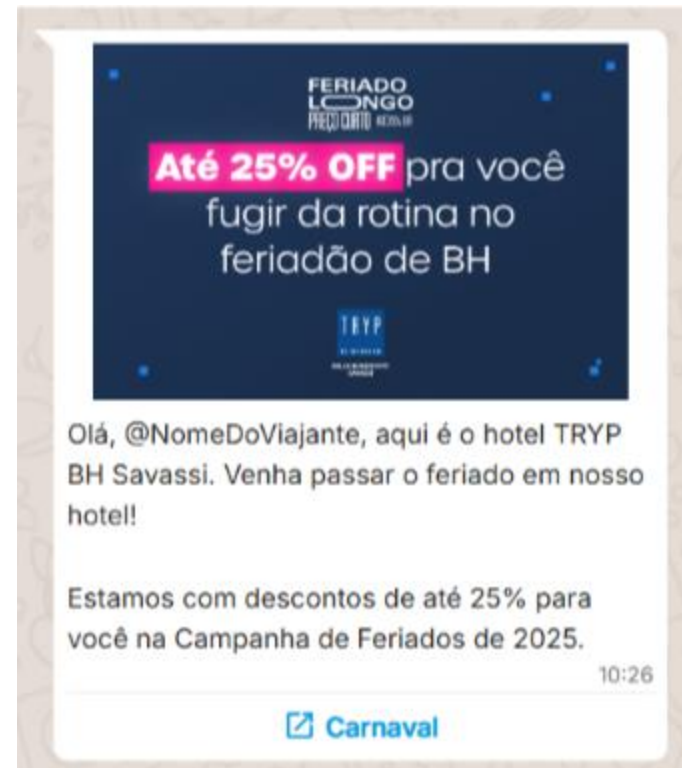 FERIADO
LONGO
PREÇO CURTO
Até 25% OFF pra você
fugir da rotina no
feriadão de BH
TRYP
Olá, @NomeDoViajante, aqui é o hotel TRYP
BH Savassi. Venha passar o feriado em nosso
hotel!
Estamos com descontos de até 25% para
você na Campanha de Feriados de 2025.
10:26
Carnaval